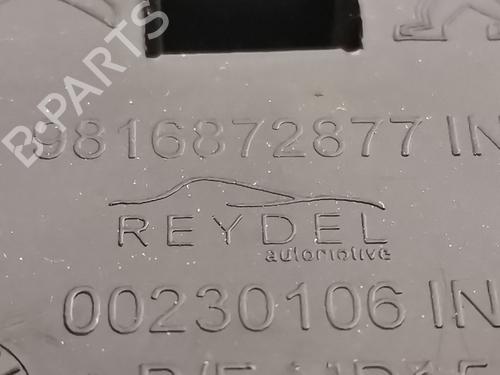 B-PARTS
9816872877 IN
REYDEL
automotive
00230106 IN